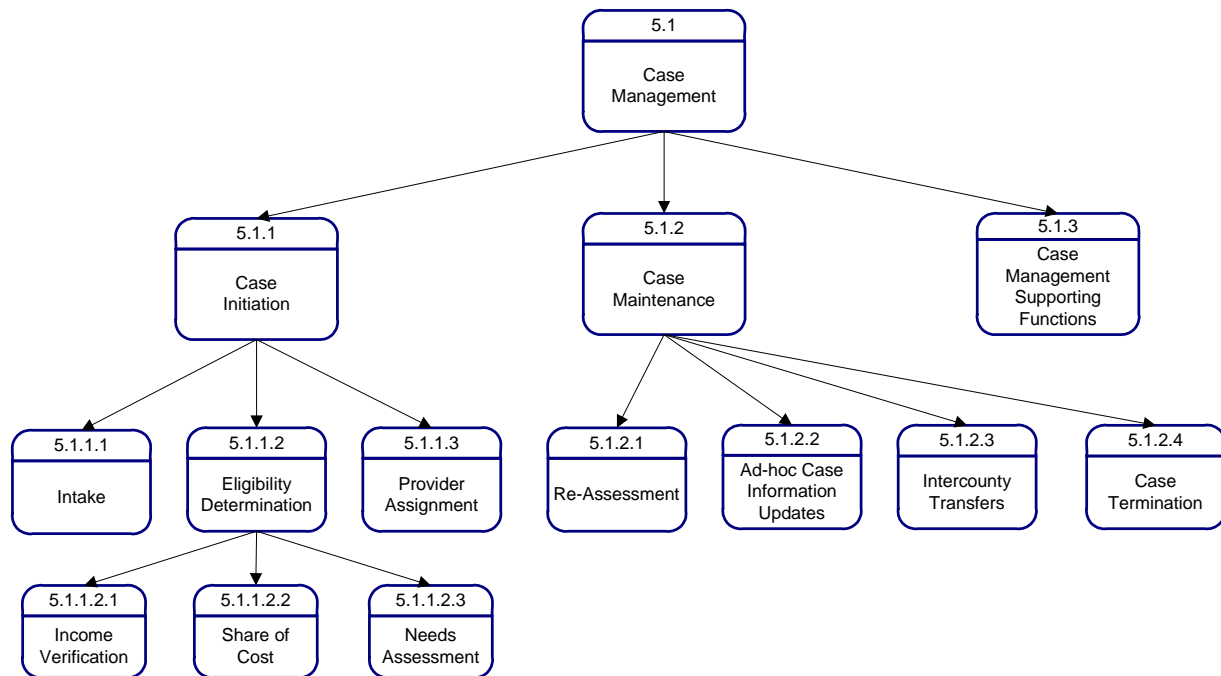 5.1
Case
Management
5.1.1
Case
Initiation
5.1.2
Case
Maintenance
5.1.3
Case
Management
Supporting
Functions
5.1.1.1
Intake
5.1.1.2
Eligibility
Determination
5.1.1.3
Provider
Assignment
5.1.2.1
Re-Assessment
5.1.2.2
Ad-hoc Case
Information
Updates
5.1.2.3
Intercounty
Transfers
5.1.2.4
Case
Termination
5.1.1.2.1
Income
Verification
5.1.1.2.2
Share of
Cost
5.1.1.2.3
Needs
Assessment